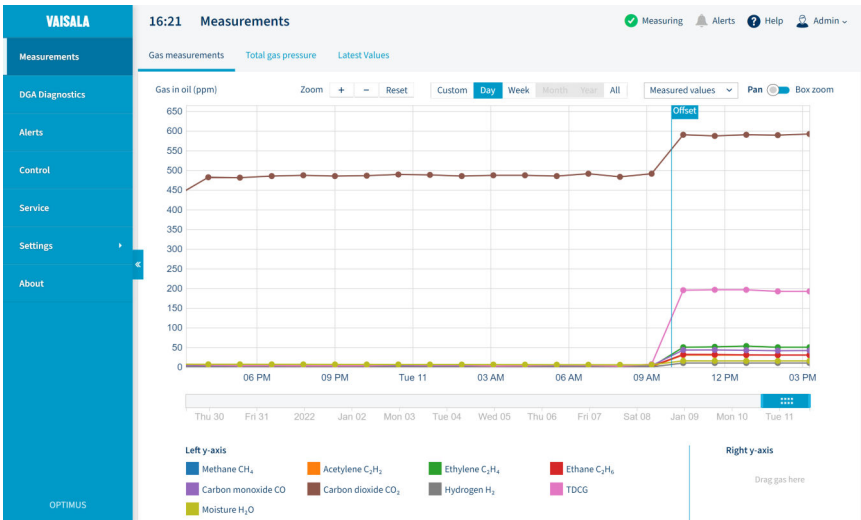 VAISALA
16:21 Measurements
Measuring Alerts Help Admin
Measurements
DGA Diagnostics
Alerts
Control
Service
Settings
About
OPTIMUS
Gas measurements Total gas pressure Latest Values
Gas in oil (ppm) Zoom + − Reset Custom Day Week Month Year All Measured values Pan Box zoom
Offset
650
600
550
500
450
400
350
300
250
200
150
100
50
0
06 PM 09 PM Tue 11 03 AM 06 AM 09 AM 12 PM 03 PM
Thu 30 Fri 31 2022 Jan 02 Mon 03 Tue 04 Wed 05 Thu 06 Fri 07 Sat 08 Jan 09 Mon 10 Tue 11
Left y-axis Right y-axis
Methane CH₄ Acetylene C₂H₂ Ethylene C₂H₄ Ethane C₂H₆
Drag gas here
Carbon monoxide CO Carbon dioxide CO₂ Hydrogen H₂ TDCG
Moisture H₂O